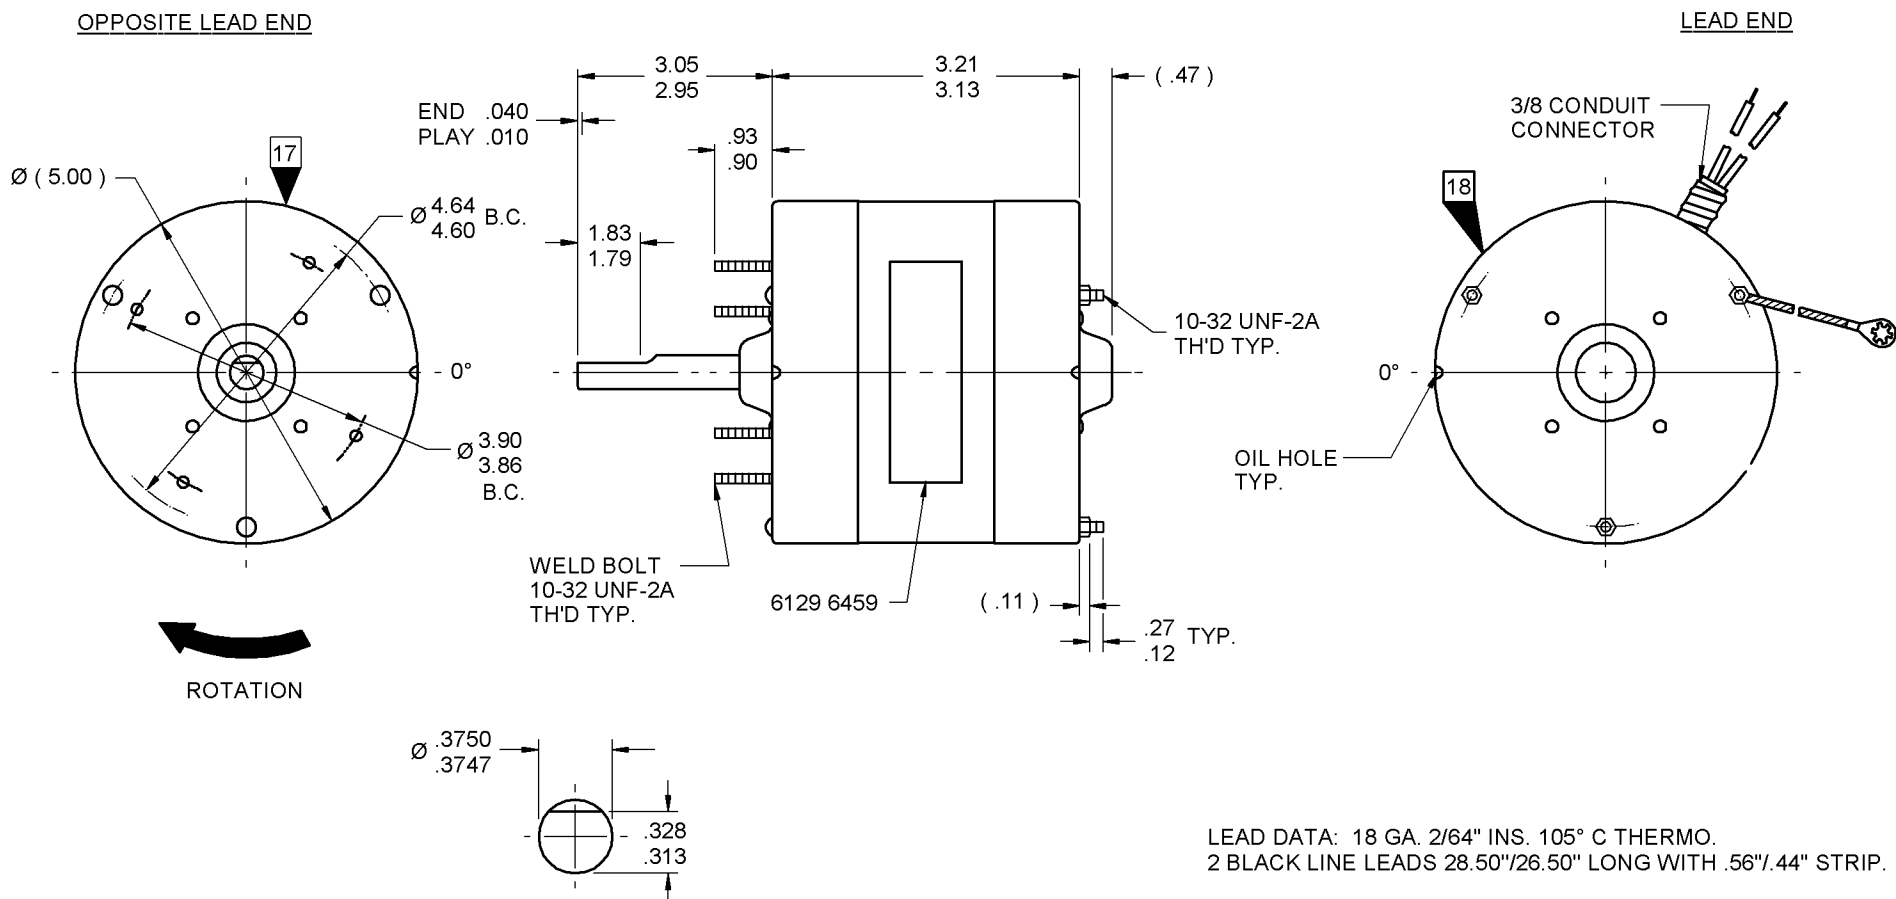 OPPOSITE LEAD END
LEAD END
3.05
2.95
3.21
3.13
( .47 )
END .040
PLAY .010
.93
.90
3/8 CONDUIT
CONNECTOR
17
Ø ( 5.00 )
18
Ø 4.64
4.60 B.C.
1.83
1.79
10-32 UNF-2A
TH'D TYP.
0°
0°
Ø 3.90
3.86
B.C.
OIL HOLE
TYP.
WELD BOLT
10-32 UNF-2A
TH'D TYP.
6129 6459
( .11 )
.27 TYP.
.12
ROTATION
Ø .3750
.3747
.328
.313
LEAD DATA: 18 GA. 2/64" INS. 105° C THERMO.
2 BLACK LINE LEADS 28.50"/26.50" LONG WITH .56"/.44" STRIP.